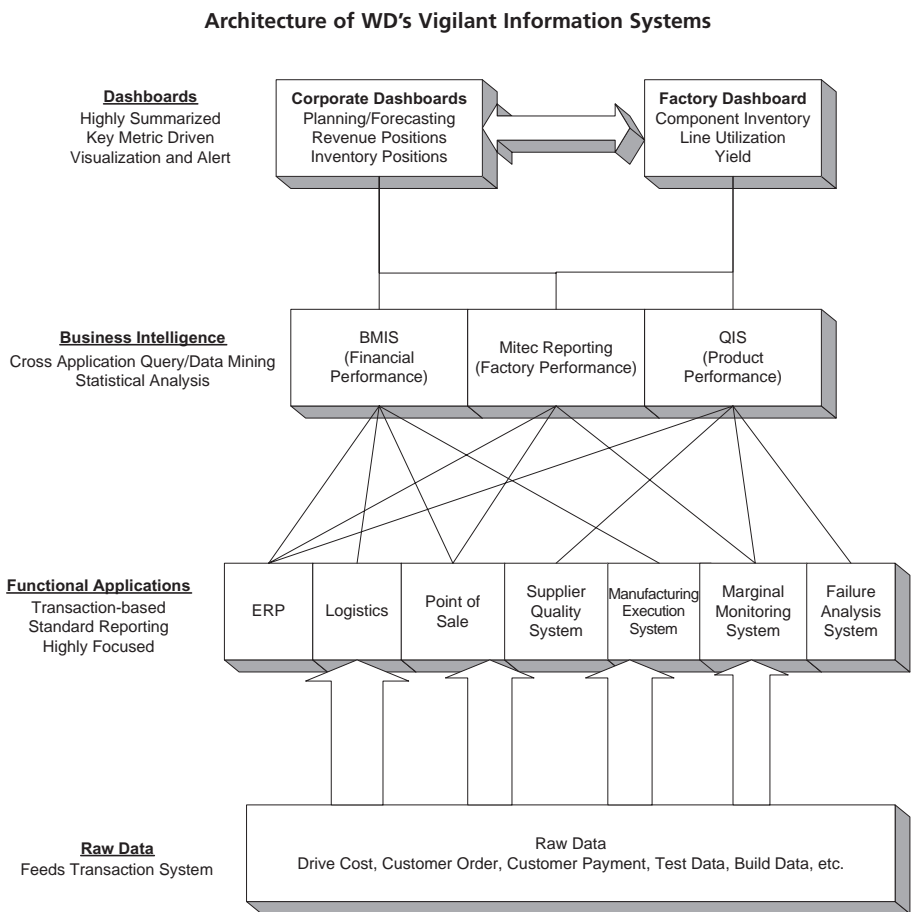 Architecture of WD's Vigilant Information Systems
Dashboards
Highly Summarized
Key Metric Driven
Visualization and Alert
Corporate Dashboards
Planning/Forecasting
Revenue Positions
Inventory Positions
Factory Dashboard
Component Inventory
Line Utilization
Yield
Business Intelligence
Cross Application Query/Data Mining
Statistical Analysis
BMIS
(Financial
Performance)
Mitec Reporting
(Factory Performance)
QIS
(Product
Performance)
Functional Applications
Transaction-based
Standard Reporting
Highly Focused
ERP
Logistics
Point of
Sale
Supplier
Quality
System
Manufacturing
Execution
System
Marginal
Monitoring
System
Failure
Analysis
System
Raw Data
Feeds Transaction System
Raw Data
Drive Cost, Customer Order, Customer Payment, Test Data, Build Data, etc.